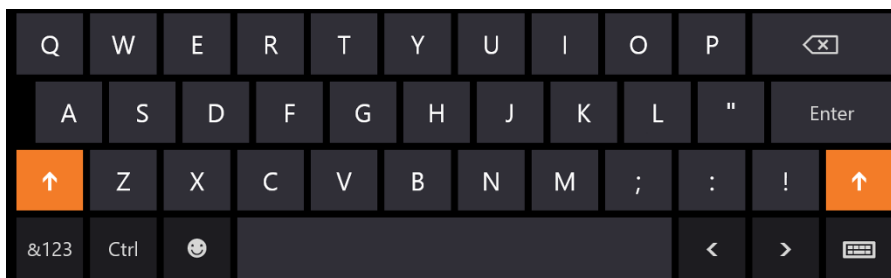 Q W E R T Y U I O P
A S D F G H J K L " Enter
Z X C V B N M ; : !
&123 Ctrl < >